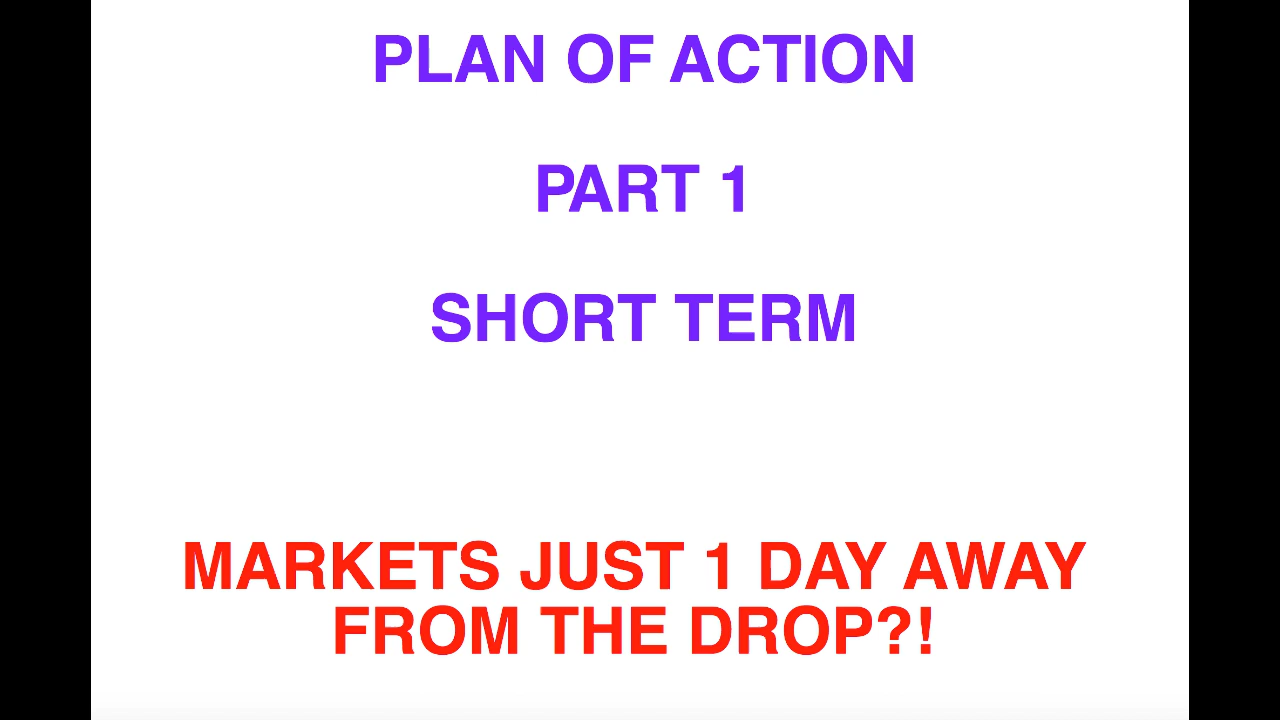 PLAN OF ACTION
PART 1
SHORT TERM
MARKETS JUST 1 DAY AWAY
FROM THE DROP?!